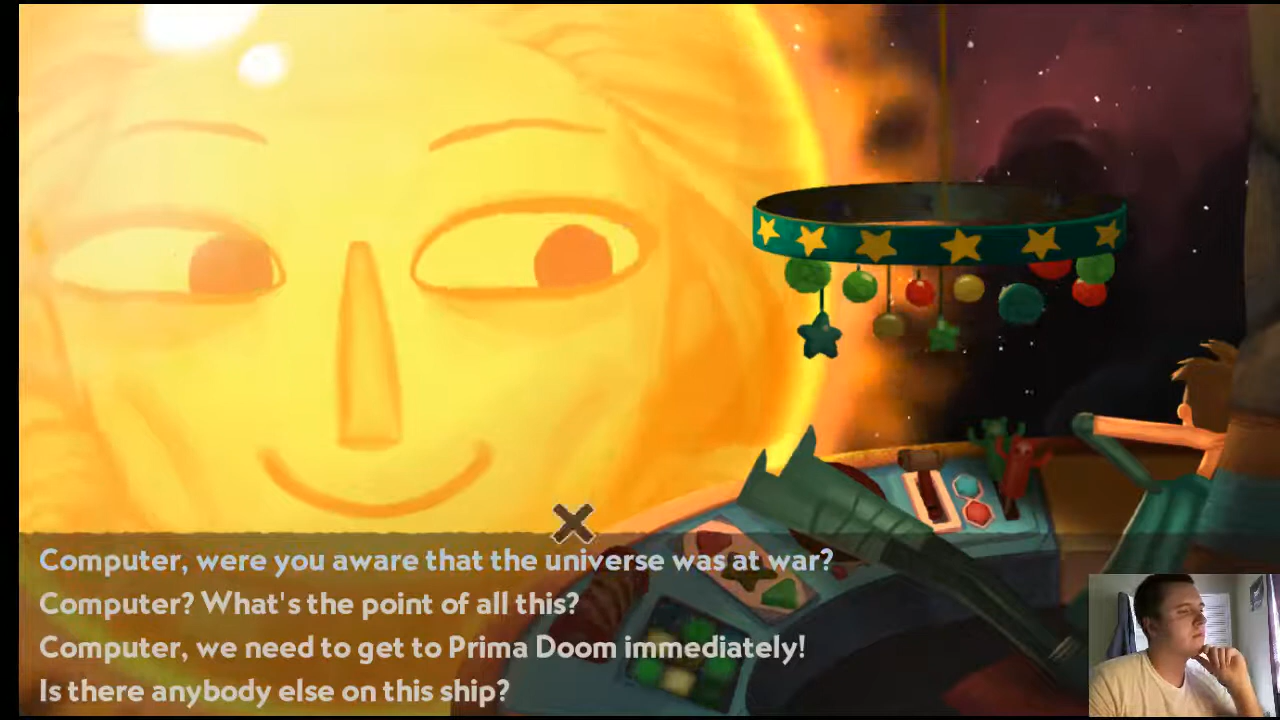 Computer, were you aware that the universe was at war?
Computer? What's the point of all this?
Computer, we need to get to Prima Doom immediately!
Is there anybody else on this ship?